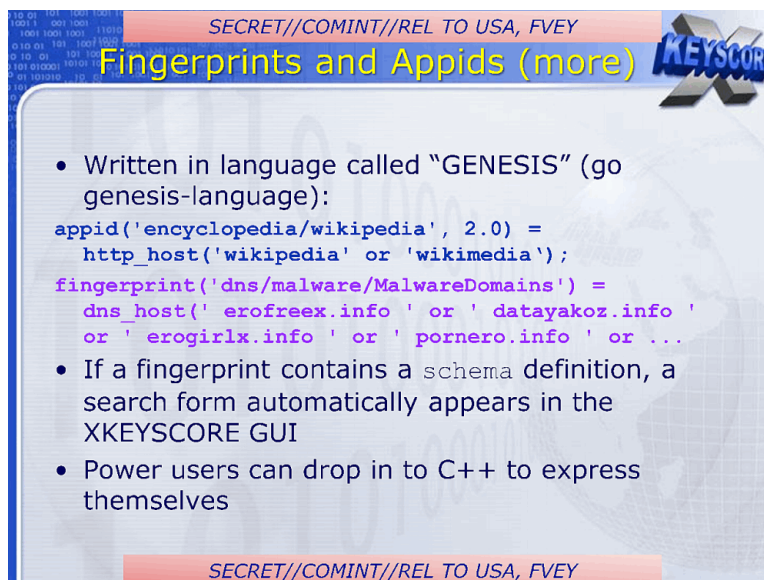 SECRET//COMINT//REL TO USA, FVEY
Fingerprints and Appids (more)
KEYSCOR
• Written in language called “GENESIS” (go
genesis-language):
appid('encyclopedia/wikipedia', 2.0) =
http_host('wikipedia' or 'wikimedia‘);
fingerprint('dns/malware/MalwareDomains') =
dns_host(' erofreex.info ' or ' datayakoz.info '
or ' erogirlx.info ' or ' pornero.info ' or ...
• If a fingerprint contains a schema definition, a
search form automatically appears in the
XKEYSCORE GUI
• Power users can drop in to C++ to express
themselves
SECRET//COMINT//REL TO USA, FVEY